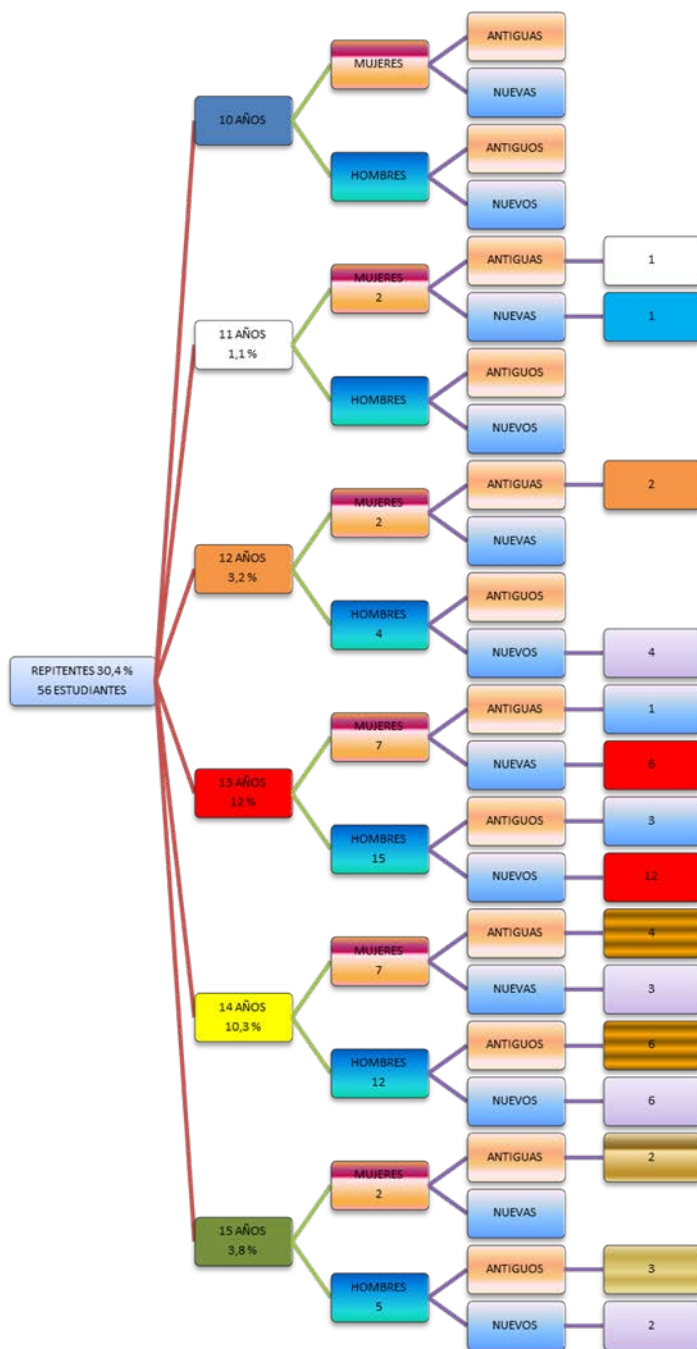 REPITENTES 30,4 %
56 ESTUDIANTES
10 AÑOS
MUJERES
ANTIGUAS
NUEVAS
HOMBRES
ANTIGUOS
NUEVOS
11 AÑOS
1,1 %
MUJERES
2
ANTIGUAS
1
NUEVAS
1
HOMBRES
ANTIGUOS
NUEVOS
12 AÑOS
3,2 %
MUJERES
2
ANTIGUAS
2
NUEVAS
HOMBRES
4
ANTIGUOS
NUEVOS
4
13 AÑOS
12 %
MUJERES
7
ANTIGUAS
1
NUEVAS
6
HOMBRES
15
ANTIGUOS
3
NUEVOS
12
14 AÑOS
10,3 %
MUJERES
7
ANTIGUAS
4
NUEVAS
3
HOMBRES
12
ANTIGUOS
6
NUEVOS
6
15 AÑOS
3,8 %
MUJERES
2
ANTIGUAS
2
NUEVAS
HOMBRES
5
ANTIGUOS
3
NUEVOS
2